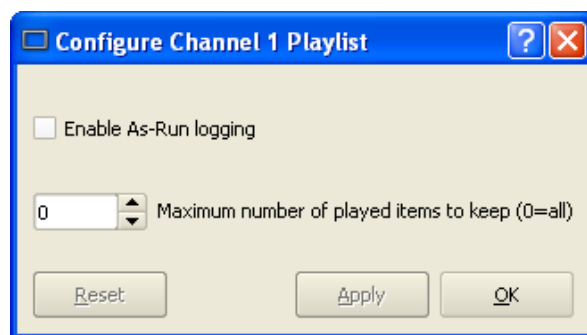 Configure Channel 1 Playlist
Enable As-Run logging
0 Maximum number of played items to keep (0=all)
Reset Apply OK